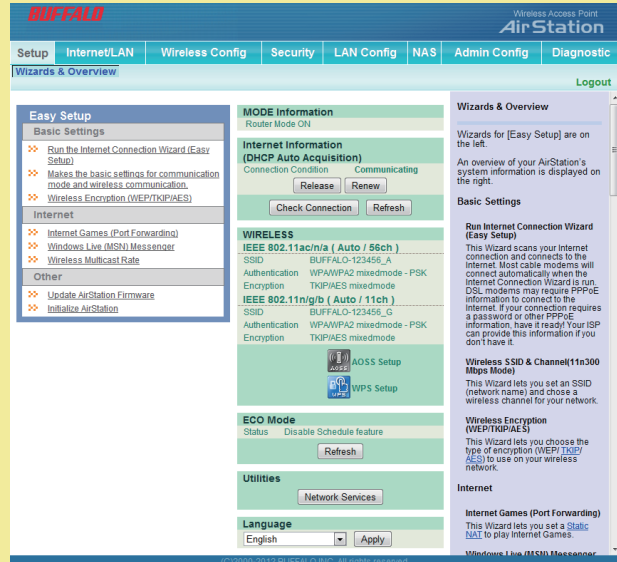 BUFFALO
Wireless Access Point
AirStation
Setup Internet/LAN Wireless Config Security LAN Config NAS Admin Config Diagnostic
Wizards & Overview
Logout
Easy Setup
Basic Settings
Run the Internet Connection Wizard (Easy
Setup)
Makes the basic settings for communication
mode and wireless communication.
Wireless Encryption (WEP/TKIP/AES)
Internet
Internet Games (Port Forwarding)
Windows Live (MSN) Messenger
Wireless Multicast Rate
Other
Update AirStation Firmware
Initialize AirStation
MODE Information
Router Mode ON
Internet Information
(DHCP Auto Acquisition)
Connection Condition Communicating
Release Renew
Check Connection Refresh
WIRELESS
IEEE 802.11ac/n/a ( Auto / 56ch )
SSID BUFFALO-123456_A
Authentication WPA/WPA2 mixedmode - PSK
Encryption TKIP/AES mixedmode
IEEE 802.11n/g/b ( Auto / 11ch )
SSID BUFFALO-123456_G
Authentication WPA/WPA2 mixedmode - PSK
Encryption TKIP/AES mixedmode
AOSS AOSS Setup
WPS WPS Setup
ECO Mode
Status Disable Schedule feature
Refresh
Utilities
Network Services
Language
English Apply
Wizards & Overview
Wizards for [Easy Setup] are on
the left.
An overview of your AirStation's
system information is displayed on
the right.
Basic Settings
Run Internet Connection Wizard
(Easy Setup)
This Wizard scans your Internet
connection and connects to the
Internet. Most cable modems will
connect automatically when the
Internet Connection Wizard is run.
DSL modems may require PPPoE
information to connect to the
Internet. If your connection requires
a password or other PPPoE
information, have it ready! Your ISP
can provide this information if you
don't have it.
Wireless SSID & Channel(11n300
Mbps Mode)
This Wizard lets you set an SSID
(network name) and chose a
wireless channel for your network.
Wireless Encryption
(WEP/TKIP/AES)
This Wizard lets you choose the
type of encryption (WEP/ TKIP/
AES) to use on your wireless
network.
Internet
Internet Games (Port Forwarding)
This Wizard lets you set a Static
NAT to play Internet Games.
Windows Live (MSN) Messenger
(C)2000-2012 BUFFALO INC. All rights reserved.